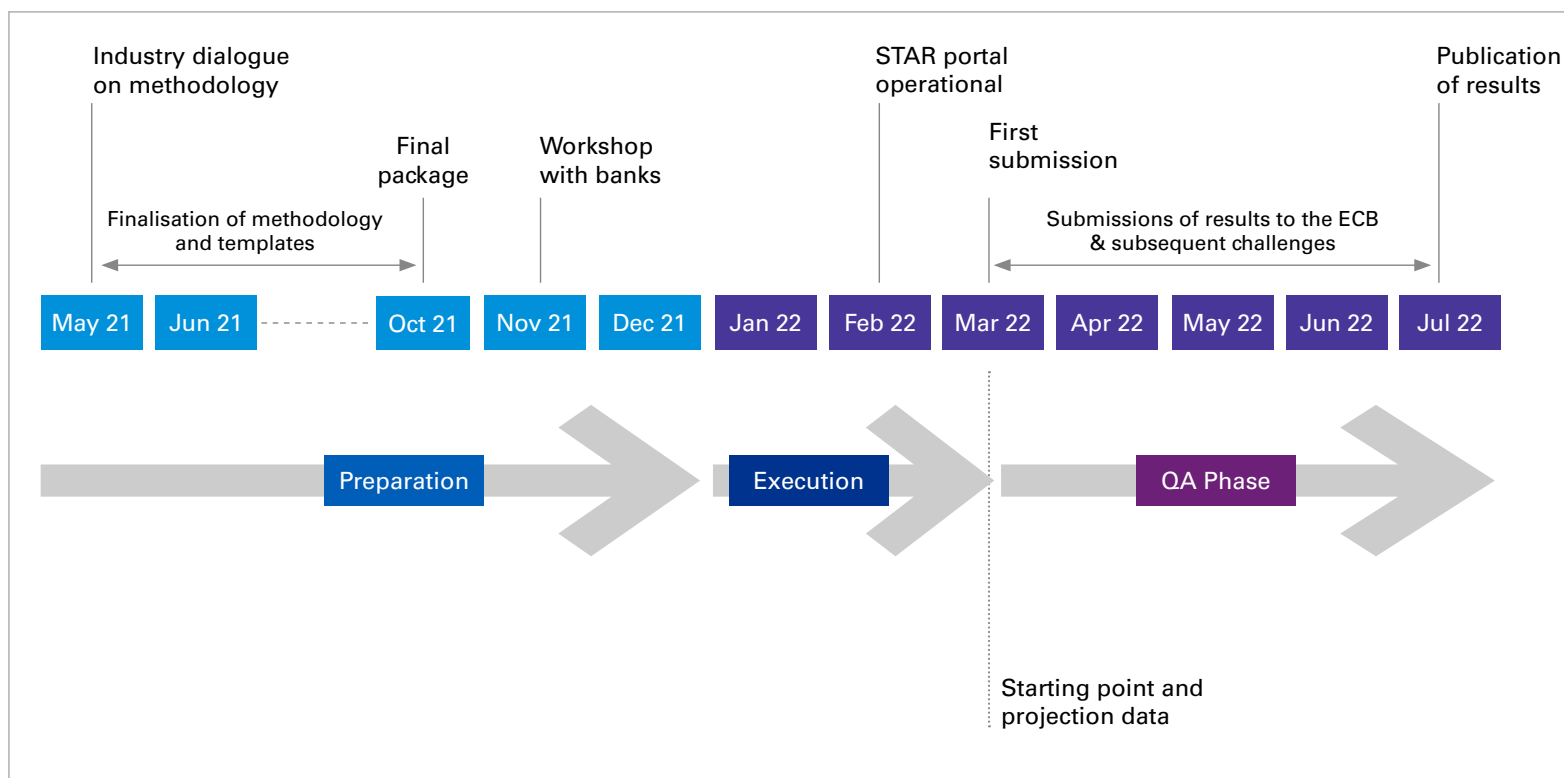 Industry dialogue
on methodology
STAR portal
operational
Publication
of results
Final
package
Workshop
with banks
First
submission
Finalisation of methodology
and templates
Submissions of results to the ECB
& subsequent challenges
May 21
Jun 21
Oct 21
Nov 21
Dec 21
Jan 22
Feb 22
Mar 22
Apr 22
May 22
Jun 22
Jul 22
Preparation
Execution
QA Phase
Starting point and
projection data